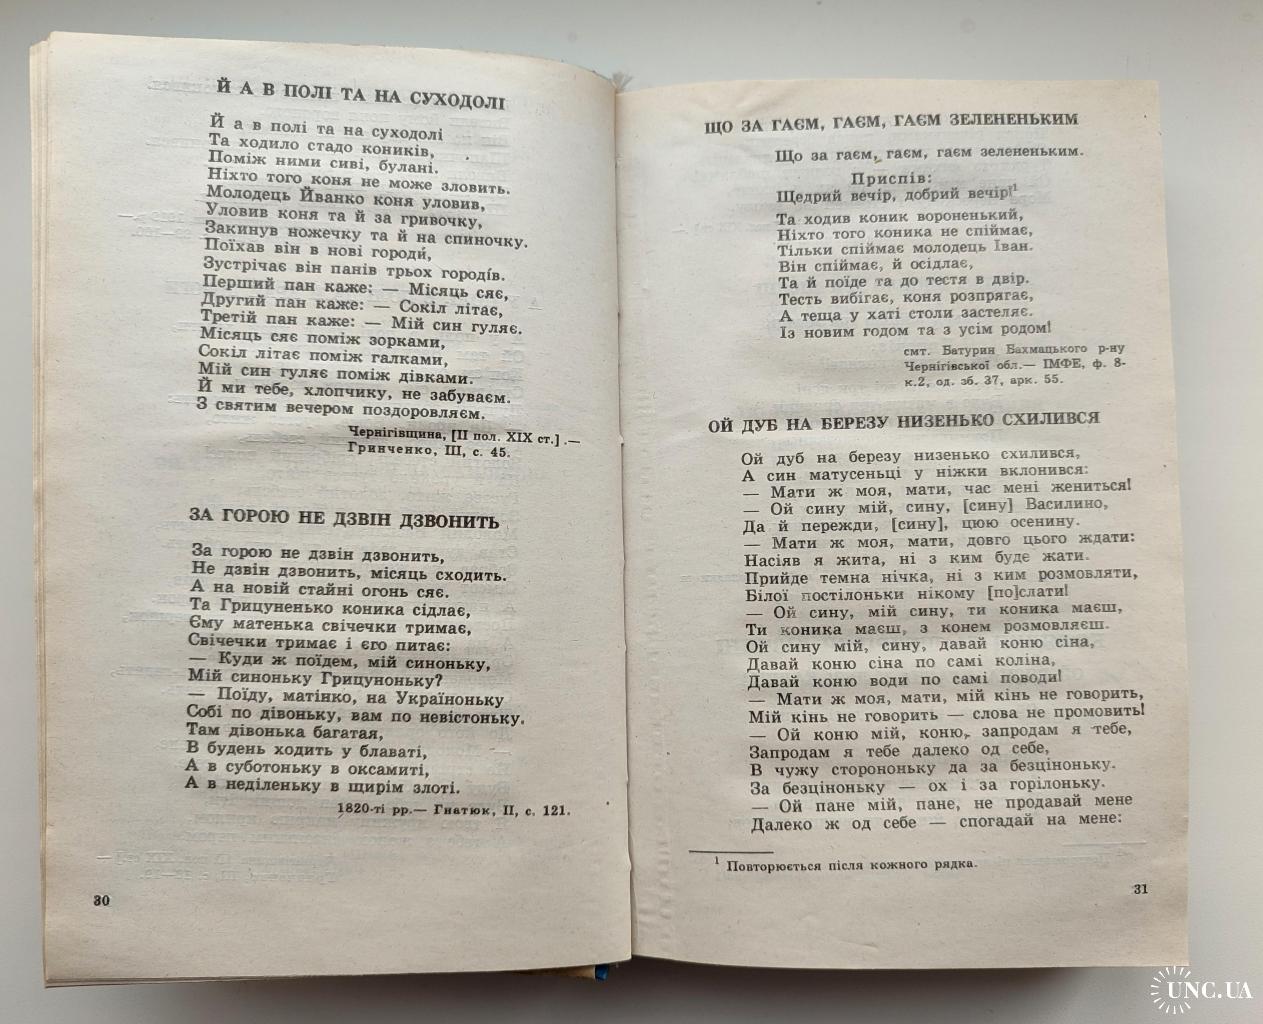 Й А В ПОЛІ ТА НА СУХОДОЛІ
Й а в полі та на суходолі
Та ходило стадо коників,
Поміж ними сиві, булані.
Ніхто того коня не може зловить.
Молодець Йванко коня уловив,
Уловив коня та й за гривочку,
Закинув ножечку та й на спиночку.
Поїхав він в нові городи,
Зустрічає він панів трьох городів.
Перший пан каже: — Місяць сяє,
Другий пан каже: — Сокіл літає,
Третій пан каже: — Мій син гуляє.
Місяць сяє поміж зорками,
Сокіл літає поміж галками,
Мій син гуляє поміж дівками.
Й ми тебе, хлопчику, не забуваєм.
З святим вечером поздоровляєм.
Чернігівщина, [II пол. XIX ст.].—
Гринченко, III, с. 45.
ЗА ГОРОЮ НЕ ДЗВІН ДЗВОНИТЬ
За горою не дзвін дзвонить,
Не дзвін дзвонить, місяць сходить.
А на новій стайні огонь сяє.
Та Грицуненько коника сідлає,
Єму матенька свічечки тримає,
Свічечки тримає і єго питає:
— Куди ж поїдем, мій синоньку,
Мій синоньку Грицуноньку?
— Поїду, матінко, на Україноньку
Собі по дівоньку, вам по невістоньку.
Там дівонька багатая,
В будень ходить у блаваті,
А в суботоньку в оксамиті,
А в неділеньку в щирім злоті.
1820-ті рр.— Гнатюк, II, с. 121.
30
ЩО ЗА ГАЄМ, ГАЄМ, ГАЄМ ЗЕЛЕНЕНЬКИМ
Що за гаєм, гаєм, гаєм зелененьким.
Приспів:
Щедрий вечір, добрий вечір!¹
Та ходив коник вороненький,
Ніхто того коника не спіймає,
Тільки спіймає молодець Іван.
Він спіймає, й осідлає,
Та й поїде та до тестя в двір.
Тесть вибігає, коня розпрягає,
А теща у хаті столи застеляє.
Із новим годом та з усім родом!
смт. Батурин Бахмацького р-ну
Чернігівської обл.— ІМФЕ, ф. 8-
к.2, од. зб. 37, арк. 55.
ОЙ ДУБ НА БЕРЕЗУ НИЗЕНЬКО СХИЛИВСЯ
Ой дуб на березу низенько схилився,
А син матусеньці у ніжки вклонився:
— Мати ж моя, мати, час мені жениться!
— Ой сину мій, сину, [сину] Василино,
Да й пережди, [сину], цюю осенину.
— Мати ж моя, мати, довго цього ждати:
Насіяв я жита, ні з ким буде жати.
Прийде темна нічка, ні з ким розмовляти,
Білої постілоньки нікому [по]слати!
— Ой сину, мій сину, ти коника маєш,
Ти коника маєш, з конем розмовляєш.
Ой сину мій, сину, давай коню сіна,
Давай коню сіна по самі коліна,
Давай коню води по самі поводи!
— Мати ж моя, мати, мій кінь не говорить,
Мій кінь не говорить — слова не промовить!
— Ой коню мій, коню, запродам я тебе,
Запродам я тебе далеко од себе,
В чужу сторононьку да за безціноньку.
За безціноньку — ох і за горілоньку.
— Ой пане мій, пане, не продавай мене
Далеко ж од себе — спогадай на мене:
¹ Повторюється після кожного рядка.
31
UNC.UA